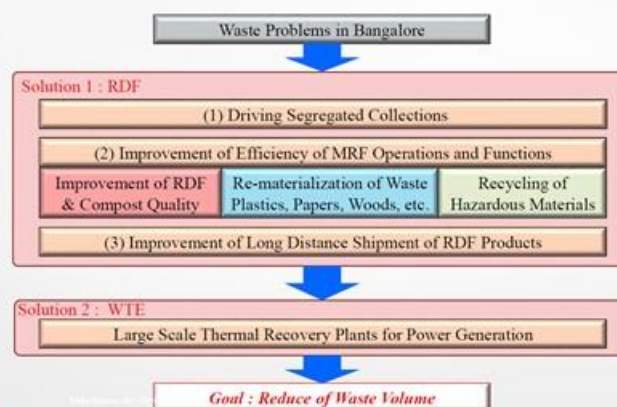 Waste Problems in Bangalore
Solution 1 : RDF
(1) Driving Segregated Collections
(2) Improvement of Efficiency of MRF Operations and Functions
Improvement of RDF
& Compost Quality
Re-materialization of Waste
Plastics, Papers, Woods, etc.
Recycling of
Hazardous Materials
(3) Improvement of Long Distance Shipment of RDF Products
Solution 2 : WTE
Large Scale Thermal Recovery Plants for Power Generation
Goal : Reduce of Waste Volume